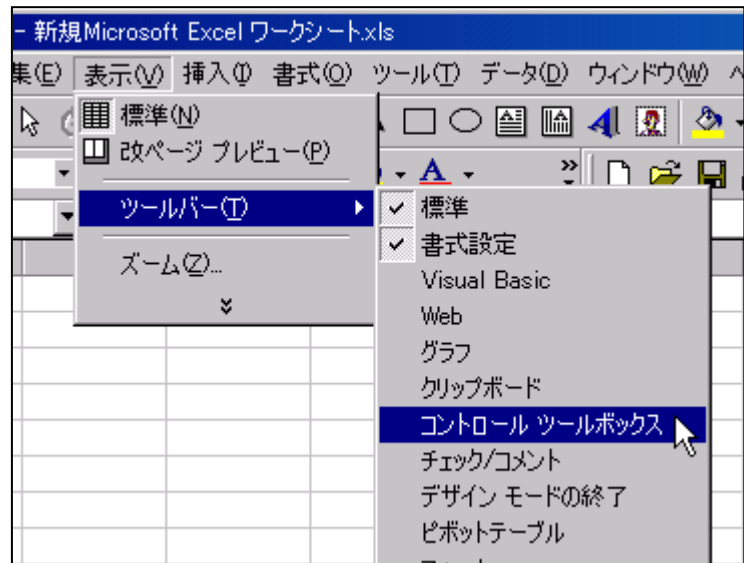 - 新規Microsoft Excel ワークシート.xls
集(E) 表示(V) 挿入(I) 書式(O) ツール(T) データ(D) ウィンドウ(W) ヘ
標準(N)
改ページ プレビュー(P)
ツールバー(T)
ズーム(Z)...
標準
書式設定
Visual Basic
Web
グラフ
クリップボード
コントロール ツールボックス
チェック/コメント
デザイン モードの終了
ピボットテーブル